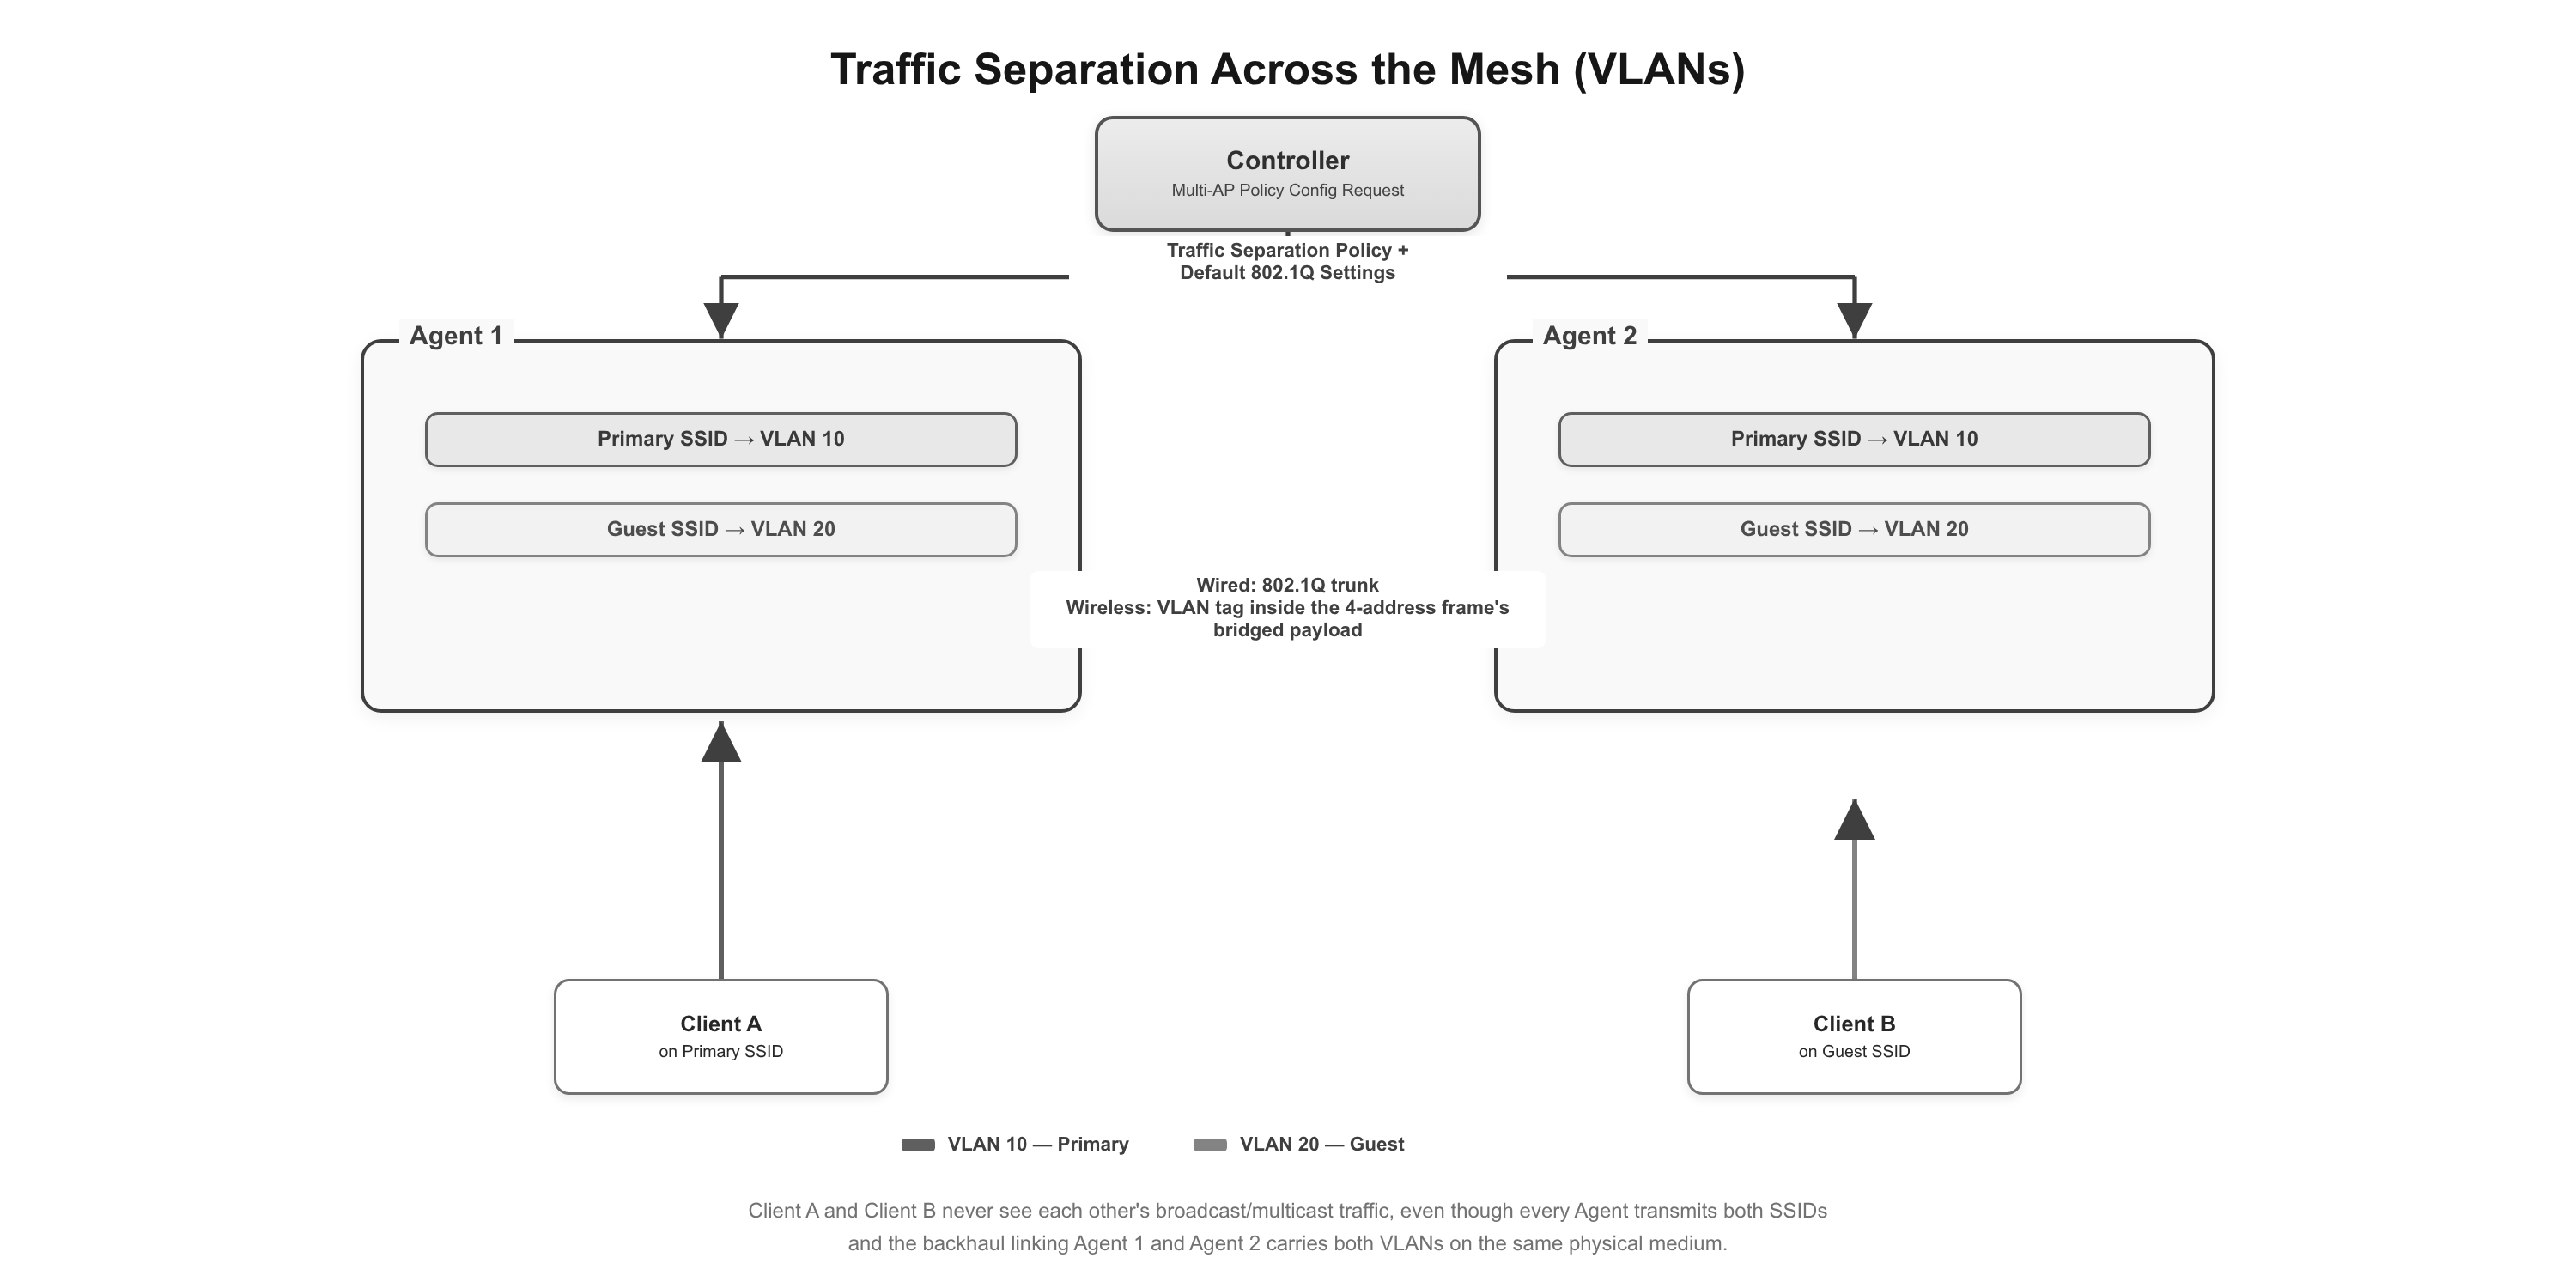 Traffic Separation Across the Mesh (VLANs)
Controller
Multi-AP Policy Config Request
Traffic Separation Policy +
Default 802.1Q Settings
Agent 1
Primary SSID → VLAN 10
Guest SSID → VLAN 20
Agent 2
Primary SSID → VLAN 10
Guest SSID → VLAN 20
Wired: 802.1Q trunk
Wireless: VLAN tag inside the 4-address frame's
bridged payload
Client A
on Primary SSID
Client B
on Guest SSID
VLAN 10 — Primary
VLAN 20 — Guest
Client A and Client B never see each other's broadcast/multicast traffic, even though every Agent transmits both SSIDs
and the backhaul linking Agent 1 and Agent 2 carries both VLANs on the same physical medium.